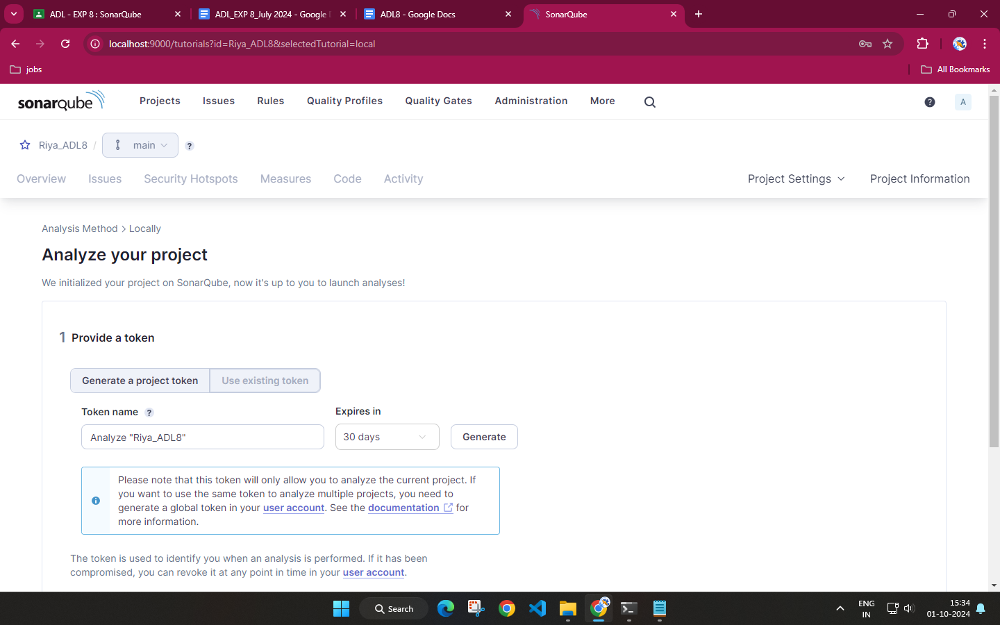 ADL - EXP 8 : SonarQube
ADL_EXP 8_July 2024 - Google
ADL8 - Google Docs
SonarQube
localhost:9000/tutorials?id=Riya_ADL8&selectedTutorial=local
jobs
All Bookmarks
sonarqube
Projects
Issues
Rules
Quality Profiles
Quality Gates
Administration
More
?
A
Riya_ADL8 /
main
?
Overview
Issues
Security Hotspots
Measures
Code
Activity
Project Settings
Project Information
Analysis Method > Locally
Analyze your project
We initialized your project on SonarQube, now it's up to you to launch analyses!
1 Provide a token
Generate a project token
Use existing token
Token name ?
Expires in
Analyze "Riya_ADL8"
30 days
Generate
Please note that this token will only allow you to analyze the current project. If
you want to use the same token to analyze multiple projects, you need to
generate a global token in your user account. See the documentation for
more information.
The token is used to identify you when an analysis is performed. If it has been
compromised, you can revoke it at any point in time in your user account.
Search
ENG
IN
15:34
01-10-2024